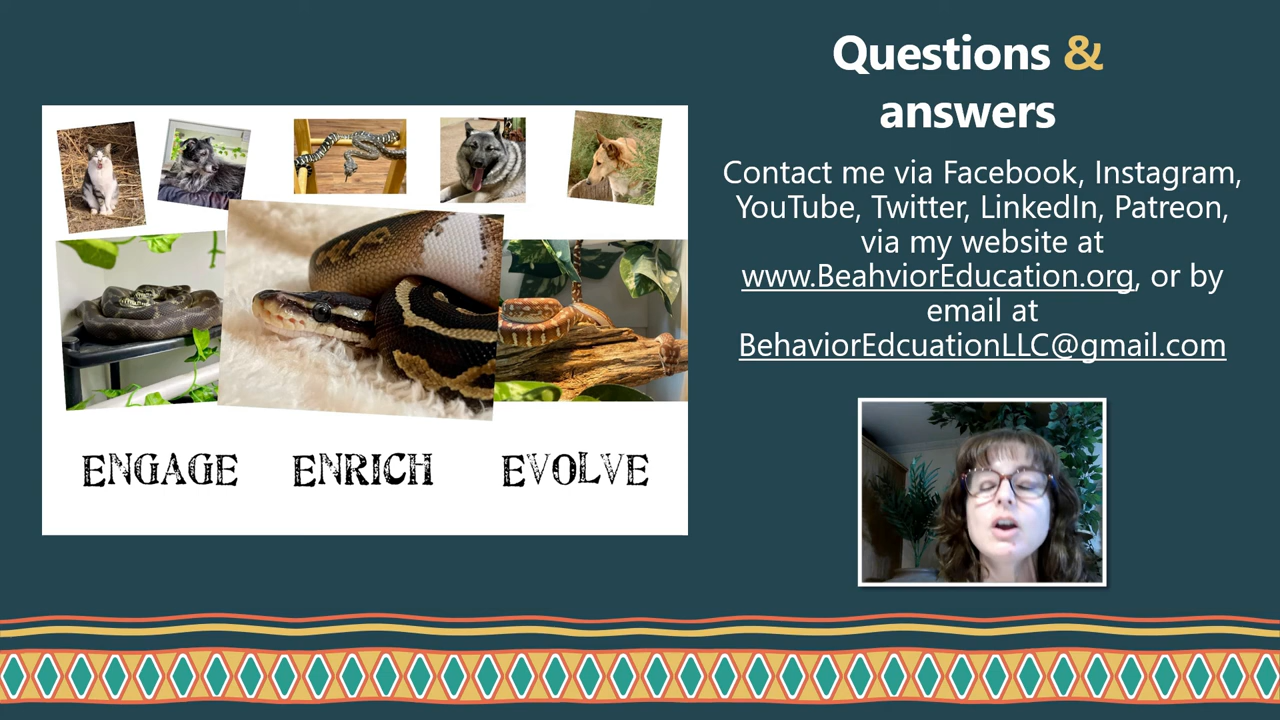 Questions &
answers
Contact me via Facebook, Instagram,
YouTube, Twitter, LinkedIn, Patreon,
via my website at
www.BeahviorEducation.org, or by
email at
BehaviorEdcuationLLC@gmail.com
ENGAGE ENRICH EVOLVE